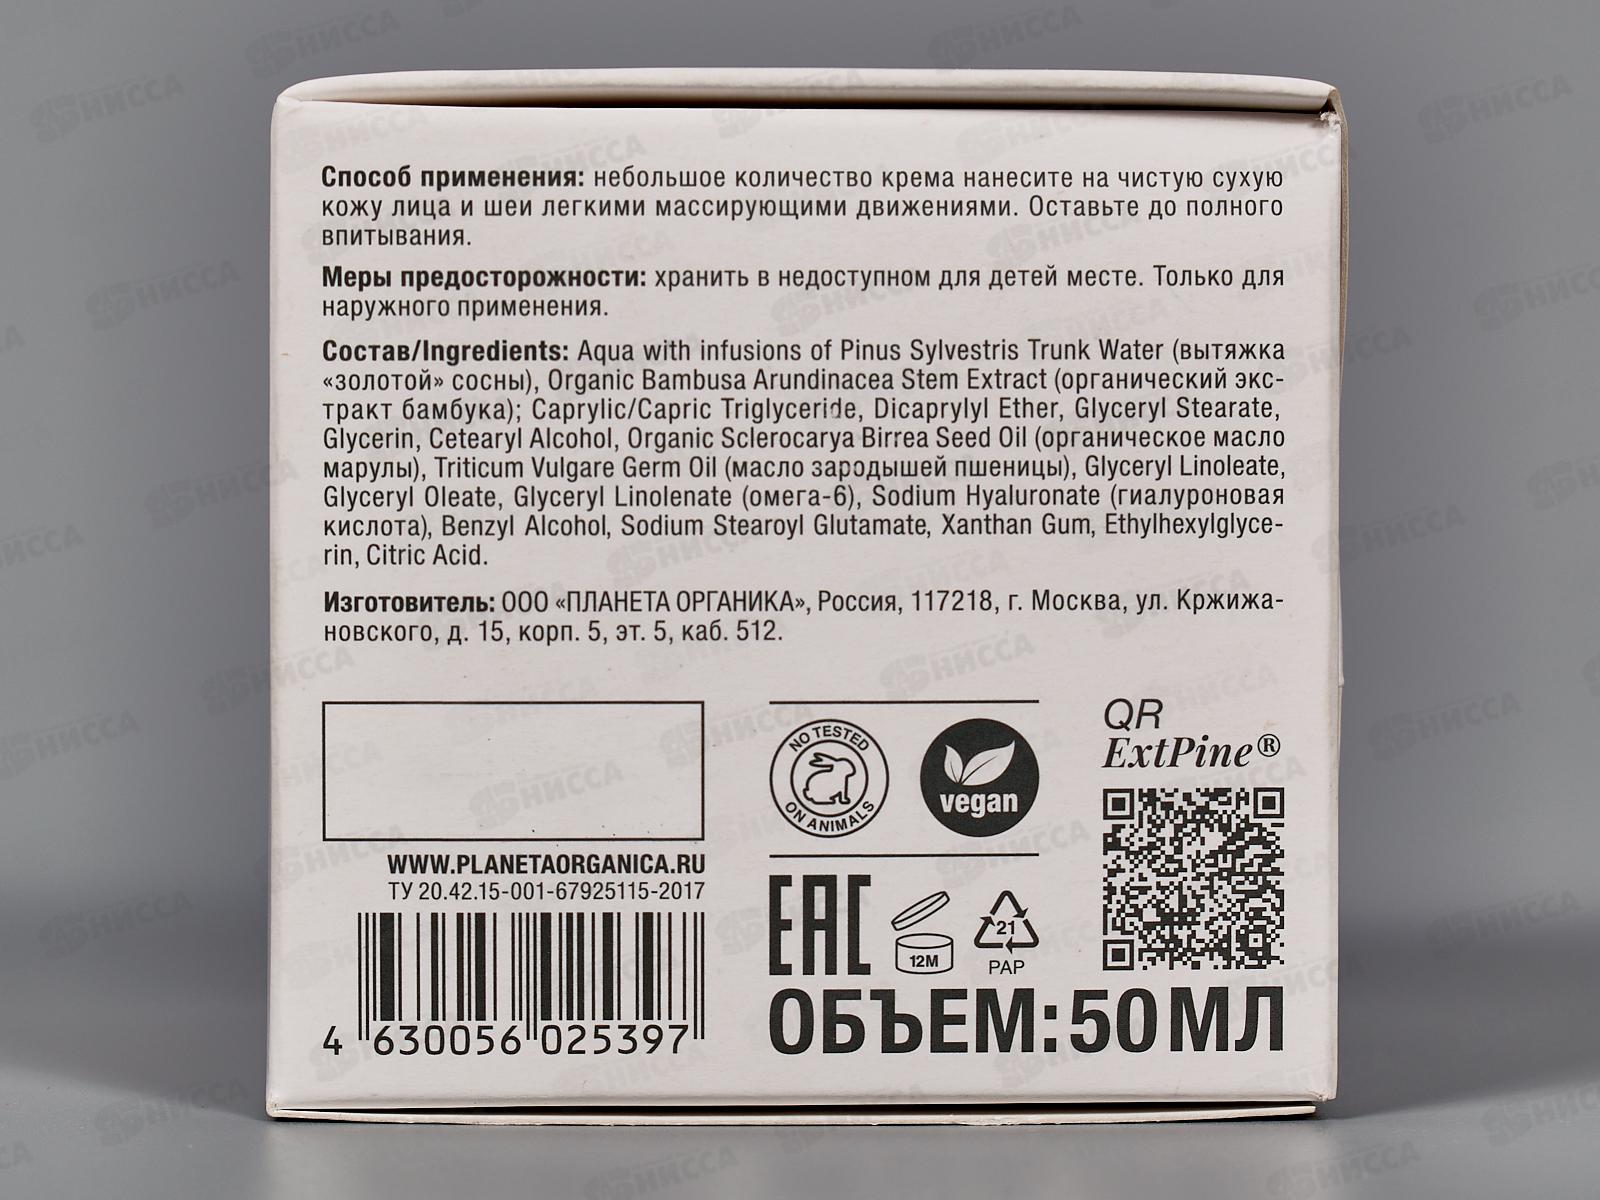 Способ применения: небольшое количество крема нанесите на чистую сухую
кожу лица и шеи легкими массирующими движениями. Оставьте до полного
впитывания.
Меры предосторожности: хранить в недоступном для детей месте. Только для
наружного применения.
Состав/Ingredients: Aqua with infusions of Pinus Sylvestris Trunk Water (вытяжка
«золотой» сосны), Organic Bambusa Arundinacea Stem Extract (органический экс-
тракт бамбука); Caprylic/Capric Triglyceride, Dicaprylyl Ether, Glyceryl Stearate,
Glycerin, Cetearyl Alcohol, Organic Sclerocarya Birrea Seed Oil (органическое масло
марулы), Triticum Vulgare Germ Oil (масло зародышей пшеницы), Glyceryl Linoleate,
Glyceryl Oleate, Glyceryl Linolenate (омега-6), Sodium Hyaluronate (гиалуроновая
кислота), Benzyl Alcohol, Sodium Stearoyl Glutamate, Xanthan Gum, Ethylhexylglyce-
rin, Citric Acid.
Изготовитель: ООО «ПЛАНЕТА ОРГАНИКА», Россия, 117218, г. Москва, ул. Кржижа-
новского, д. 15, корп. 5, эт. 5, каб. 512.
NO TESTED
ON ANIMALS
vegan
QR
ExtPine®
WWW.PLANETAORGANICA.RU
ТУ 20.42.15-001-67925115-2017
4 630056 025397
EAC
12M
21
PAP
ОБЪЕМ: 50 МЛ
НИССА